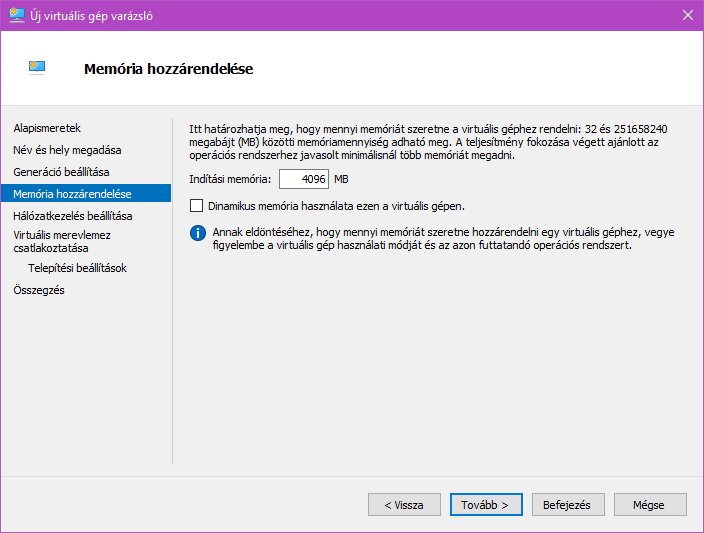 Új virtuális gép varázsló
Memória hozzárendelése
Alapismeretek
Név és hely megadása
Generáció beállítása
Memória hozzárendelése
Hálózatkezelés beállítása
Virtuális merevlemez
csatlakoztatása
Telepítési beállítások
Összegzés
Itt határozhatja meg, hogy mennyi memóriát szeretne a virtuális géphez rendelni: 32 és 251658240
megabájt (MB) közötti memóriamennyiség adható meg. A teljesítmény fokozása végett ajánlott az
operációs rendszerhez javasolt minimálisnál több memóriát megadni.
Indítási memória: 4096 MB
Dinamikus memória használata ezen a virtuális gépen.
Annak eldöntéséhez, hogy mennyi memóriát szeretne hozzárendelni egy virtuális géphez, vegye
figyelembe a virtuális gép használati módját és az azon futtatandó operációs rendszert.
< Vissza
Tovább >
Befejezés
Mégse